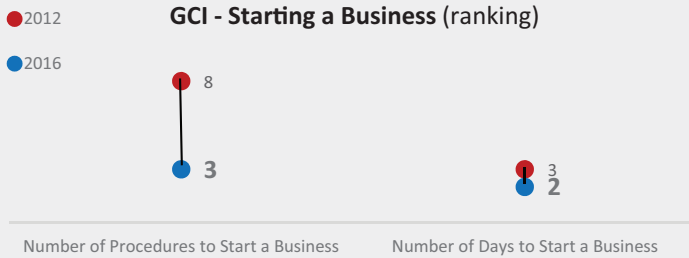 GCI - Starting a Business (ranking)
2012
2016
8
3
3
2
Number of Procedures to Start a Business
Number of Days to Start a Business